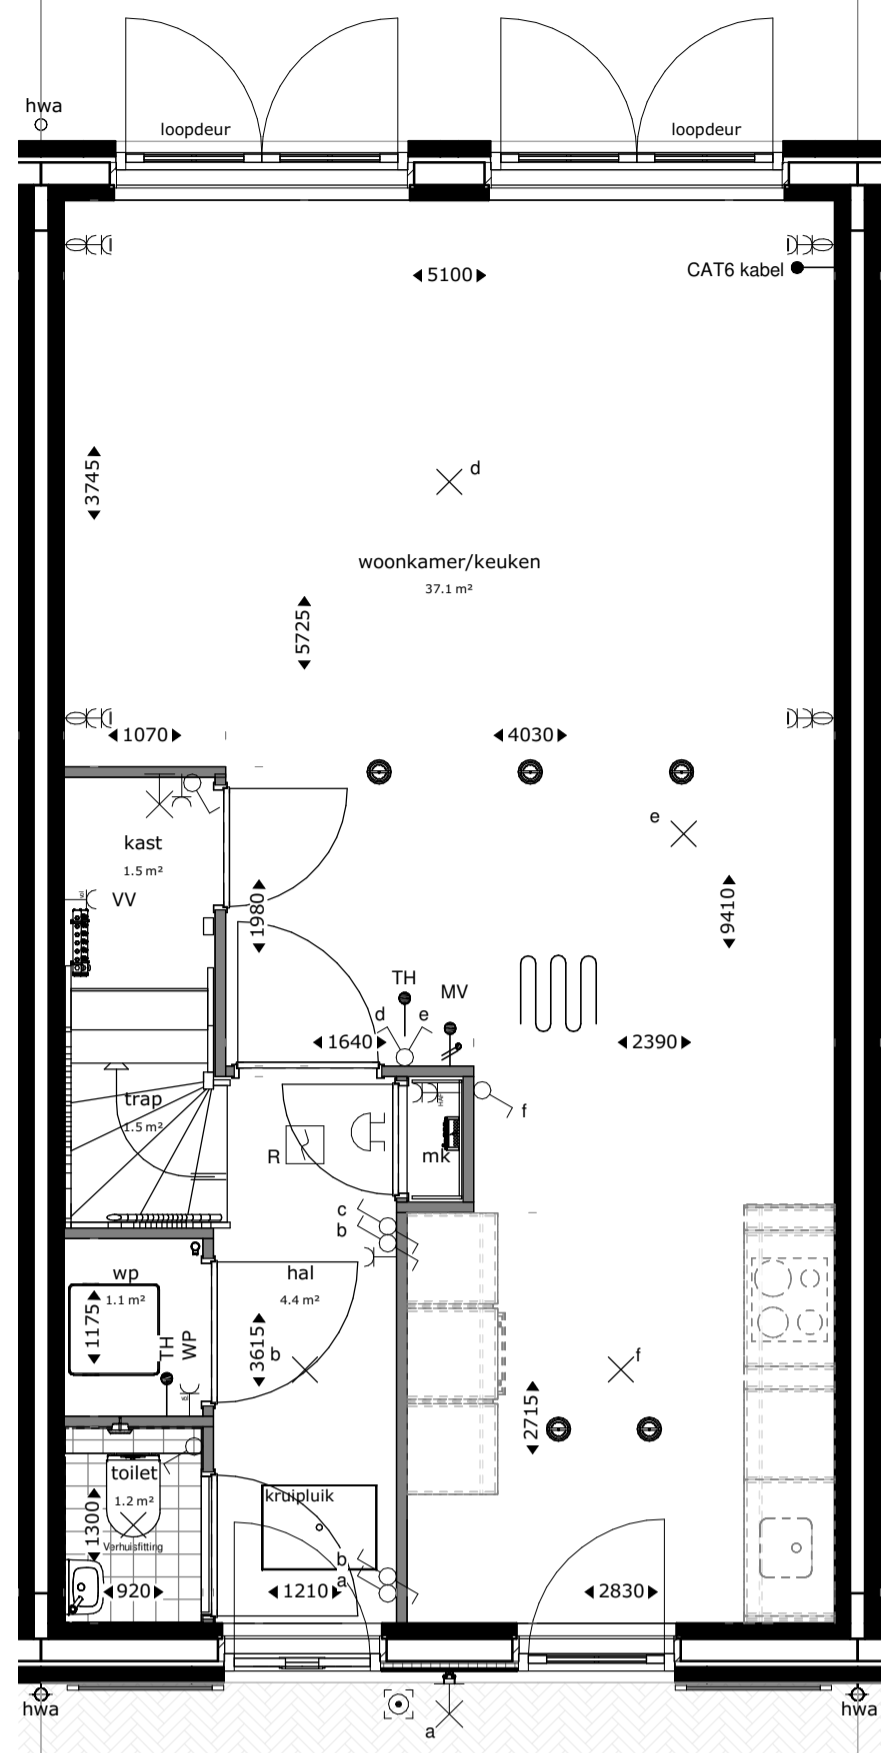 hwa
loopdeur
loopdeur
CAT6 kabel
5100
3745
d
woonkamer/keuken
37.1 m²
5725
1070
4030
e
kast
1.5 m²
VV
1980
9410
TH
MV
d
e
1640
2390
trap
1.5 m²
f
R
mk
c
b
wp
1.1 m²
hal
4.4 m²
1175
TH
WP
3615
b
f
2715
toilet
1.2 m²
kruipluik
1300
Verhuisfitting
b
a
920
1210
2830
hwa
a
hwa